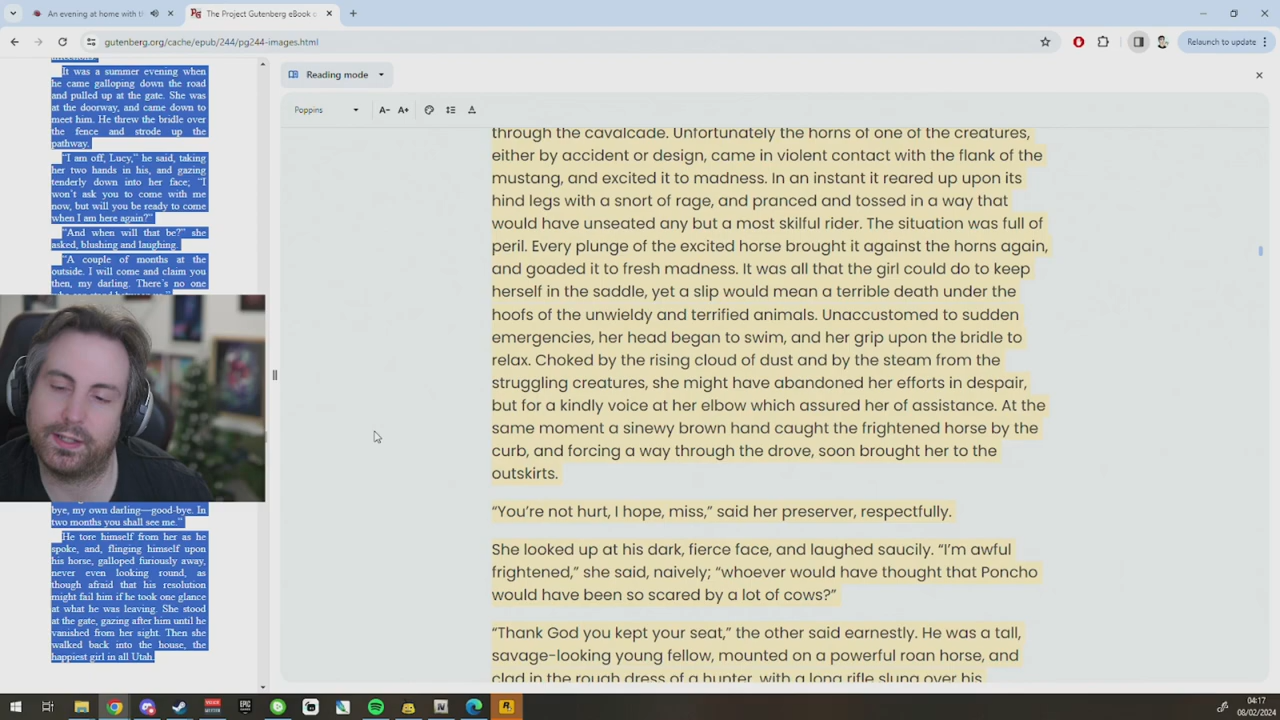 An evening at home with th
The Project Gutenberg eBook o
gutenberg.org/cache/epub/244/pg244-images.html
Relaunch to update
It was a summer evening when
he came galloping down the road
and pulled up at the gate. She was
at the doorway, and came down to
meet him. He threw the bridle over
the fence and strode up the
pathway.
“I am off, Lucy,” he said, taking
her two hands in his, and gazing
tenderly down into her face; “I
won’t ask you to come with me
now, but will you be ready to come
when I am here again?”
“And when will that be?” she
asked, blushing and laughing.
“A couple of months at the
outside. I will come and claim you
then, my darling. There’s no one
bye, my own darling—good-bye. In
two months you shall see me.”
He tore himself from her as he
spoke, and, flinging himself upon
his horse, galloped furiously away,
never even looking round, as
though afraid that his resolution
might fail him if he took one glance
at what he was leaving. She stood
at the gate, gazing after him until he
vanished from her sight. Then she
walked back into the house, the
happiest girl in all Utah.
Reading mode
Poppins
A- A+
through the cavalcade. Unfortunately the horns of one of the creatures,
either by accident or design, came in violent contact with the flank of the
mustang, and excited it to madness. In an instant it reared up upon its
hind legs with a snort of rage, and pranced and tossed in a way that
would have unseated any but a most skilful rider. The situation was full of
peril. Every plunge of the excited horse brought it against the horns again,
and goaded it to fresh madness. It was all that the girl could do to keep
herself in the saddle, yet a slip would mean a terrible death under the
hoofs of the unwieldy and terrified animals. Unaccustomed to sudden
emergencies, her head began to swim, and her grip upon the bridle to
relax. Choked by the rising cloud of dust and by the steam from the
struggling creatures, she might have abandoned her efforts in despair,
but for a kindly voice at her elbow which assured her of assistance. At the
same moment a sinewy brown hand caught the frightened horse by the
curb, and forcing a way through the drove, soon brought her to the
outskirts.
“You’re not hurt, I hope, miss,” said her preserver, respectfully.
She looked up at his dark, fierce face, and laughed saucily. “I’m awful
frightened,” she said, naively; “whoever would have thought that Poncho
would have been so scared by a lot of cows?”
“Thank God you kept your seat,” the other said earnestly. He was a tall,
savage-looking young fellow, mounted on a powerful roan horse, and
clad in the rough dress of a hunter, with a long rifle slung over his
04:17
08/02/2024